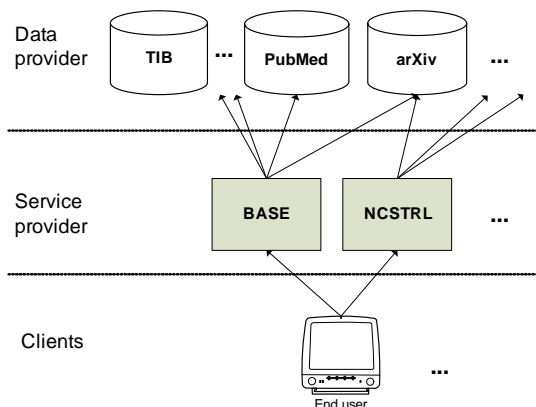 Data
provider
TIB
...
PubMed
arXiv
...
Service
provider
BASE
NCSTRL
...
Clients
...
End user